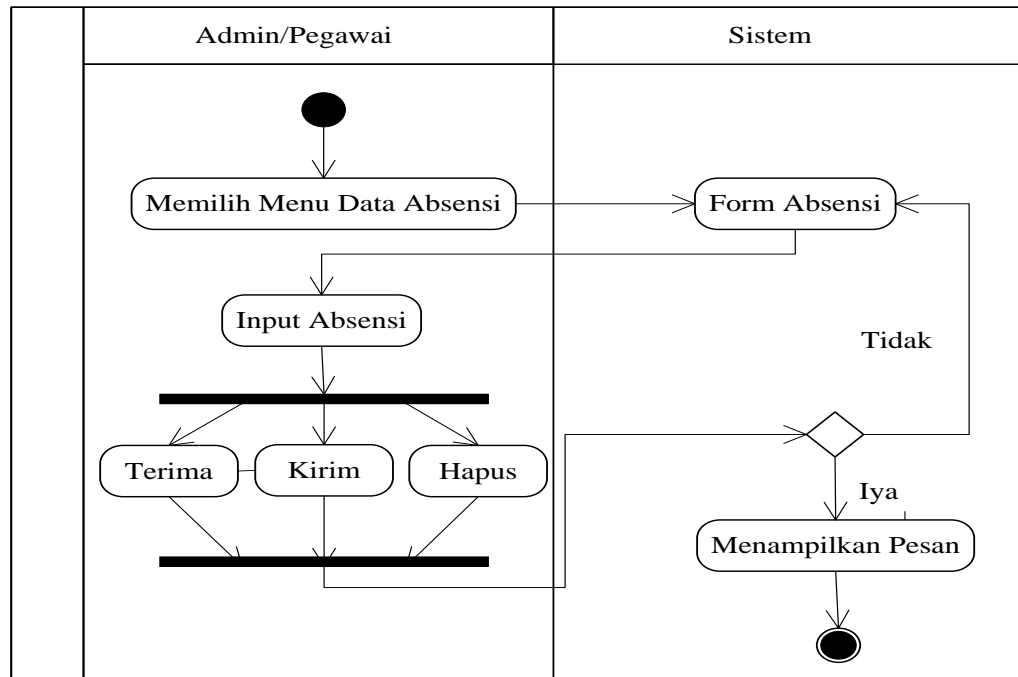 Admin/Pegawai
Sistem
Memilih Menu Data Absensi
Form Absensi
Input Absensi
Tidak
Terima
Kirim
Hapus
Iya
Menampilkan Pesan